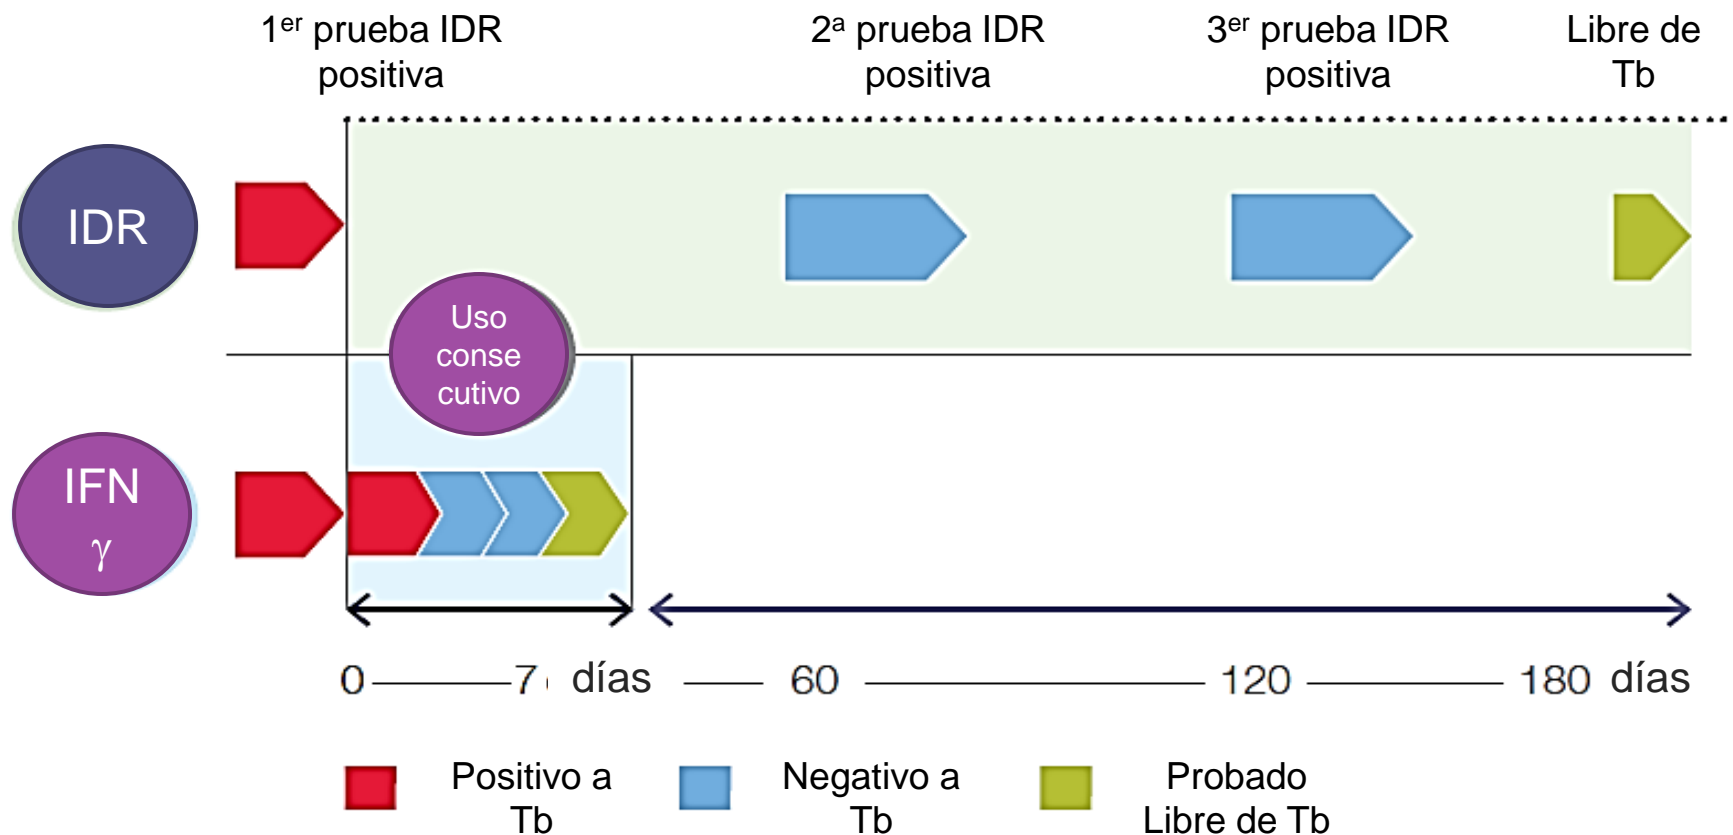 1er prueba IDR
positiva
2a prueba IDR
positiva
3er prueba IDR
positiva
Libre de
Tb
IDR
Uso
conse
cutivo
IFN
γ
0
7
días
60
120
180
días
Positivo a
Tb
Negativo a
Tb
Probado
Libre de Tb